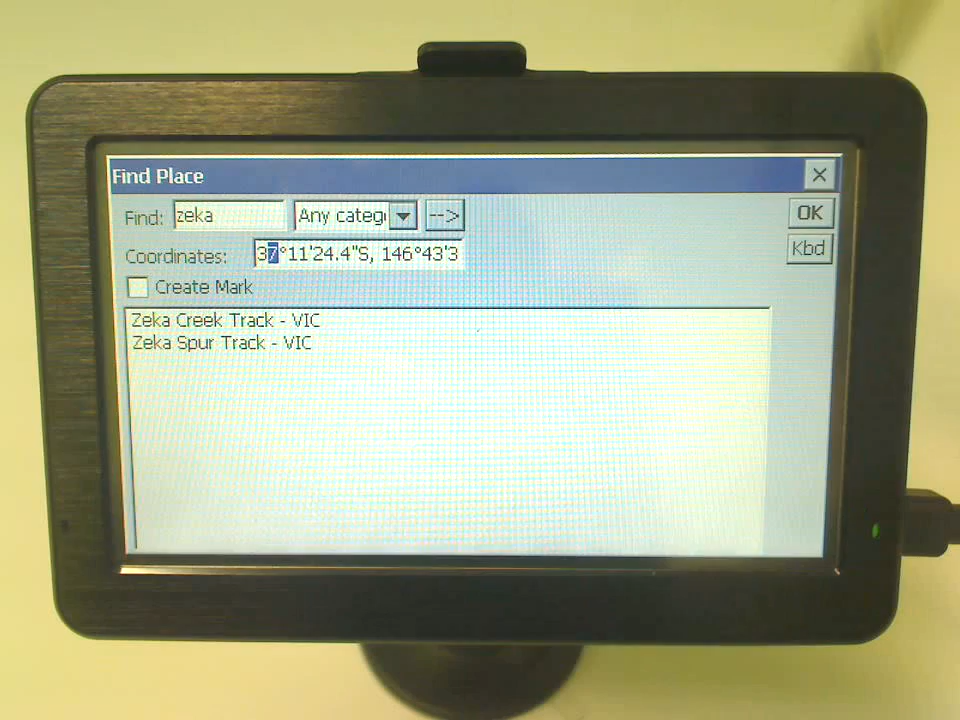 Find Place
Find: zeka Any categ -->
OK
Coordinates: 37°11'24.4"S, 146°43'3
Kbd
Create Mark
Zeka Creek Track - VIC
Zeka Spur Track - VIC